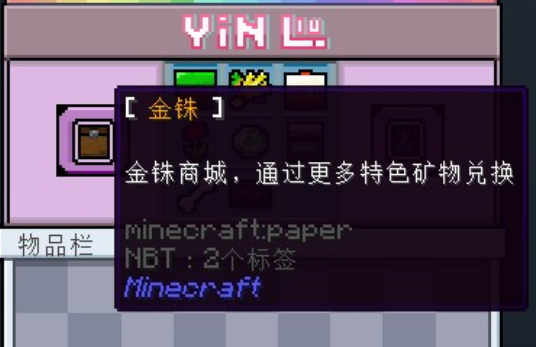 YiN Liu.
[ 金铢 ]
金铢商城，通过更多特色矿物兑换
minecraft:paper
NBT：2个标签
Minecraft
物品栏